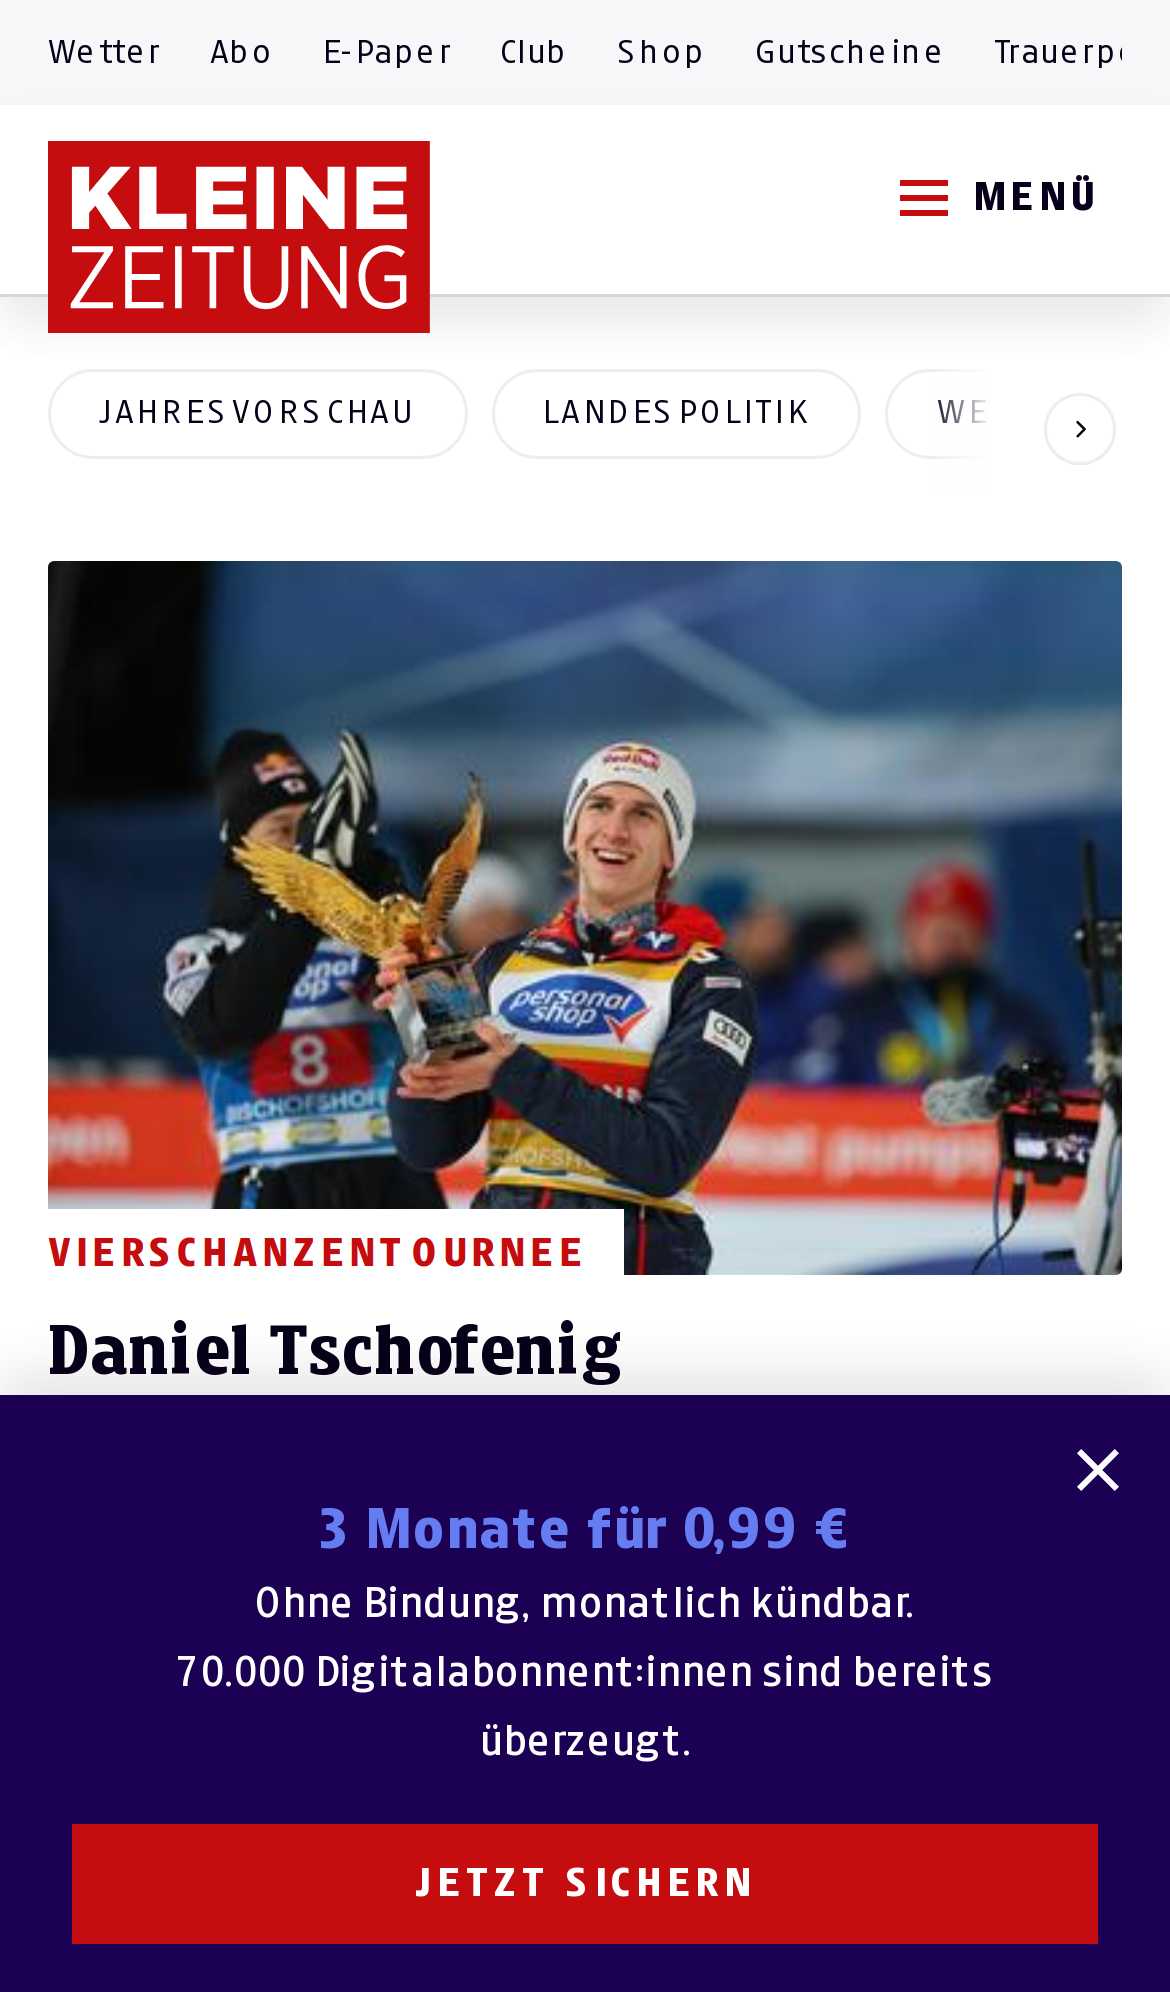 Wetter Abo E-Paper Club Shop Gutscheine Trauerp
KLEINE
ZEITUNG
MENÜ
JAHRESVORSCHAU LANDESPOLITIK WE
personal
shop
8
BISCHOFSHOFE
VIERSCHANZENTOURNEE
Daniel Tschofenig
3 Monate für 0,99 €
Ohne Bindung, monatlich kündbar.
70.000 Digitalabonnent:innen sind bereits
überzeugt.
JETZT SICHERN